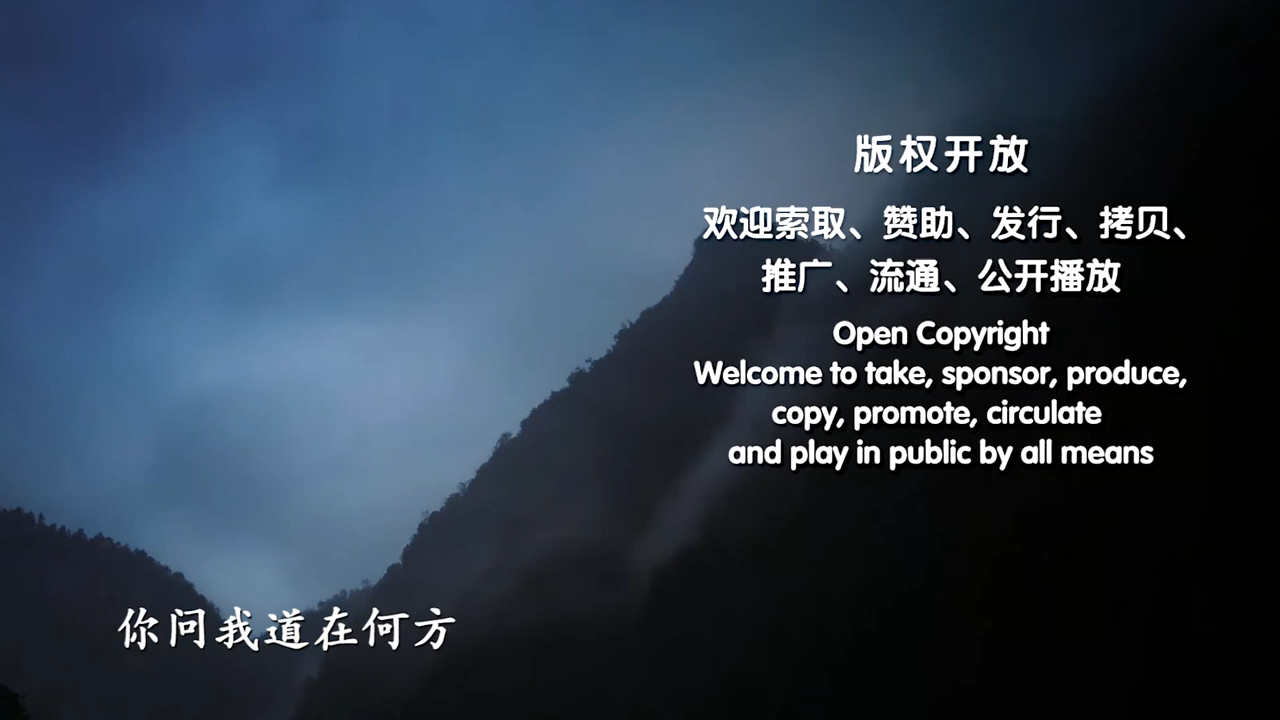 版权开放
欢迎索取、赞助、发行、拷贝、
推广、流通、公开播放
Open Copyright
Welcome to take, sponsor, produce,
copy, promote, circulate
and play in public by all means
你问我道在何方